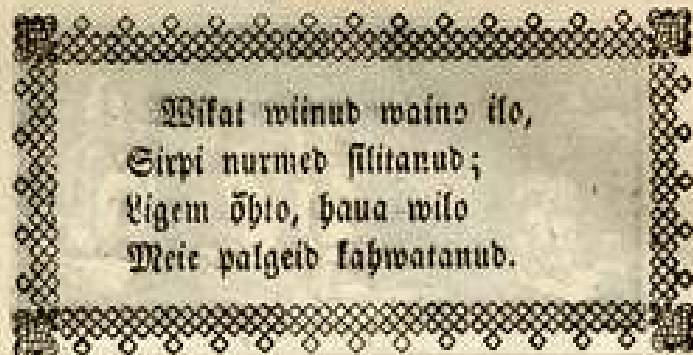 Wikat wiinud waino ilo,
Sirpi nurmed silitanud;
Ligem õhto, haua wilo
Meie palgeid kahwatanud.